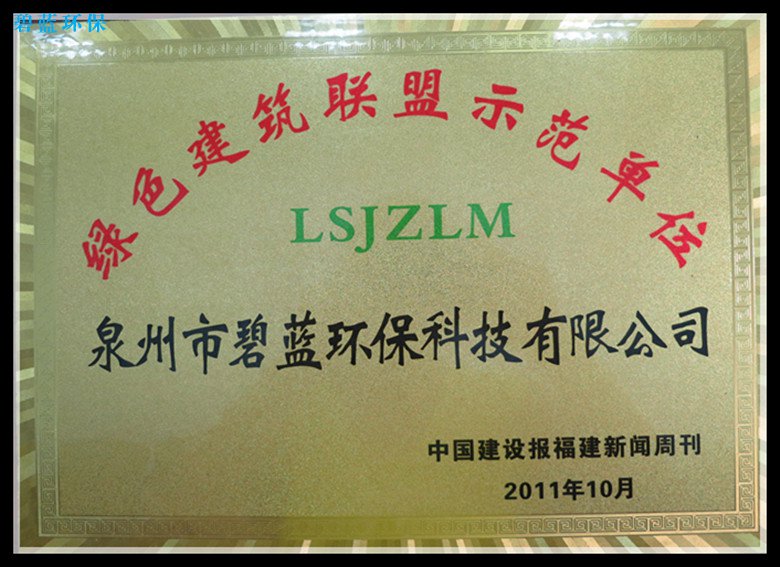 碧蓝环保
绿色建筑联盟示范单位
LSJZLM
泉州市碧蓝环保科技有限公司
中国建设报福建新闻周刊
2011年10月